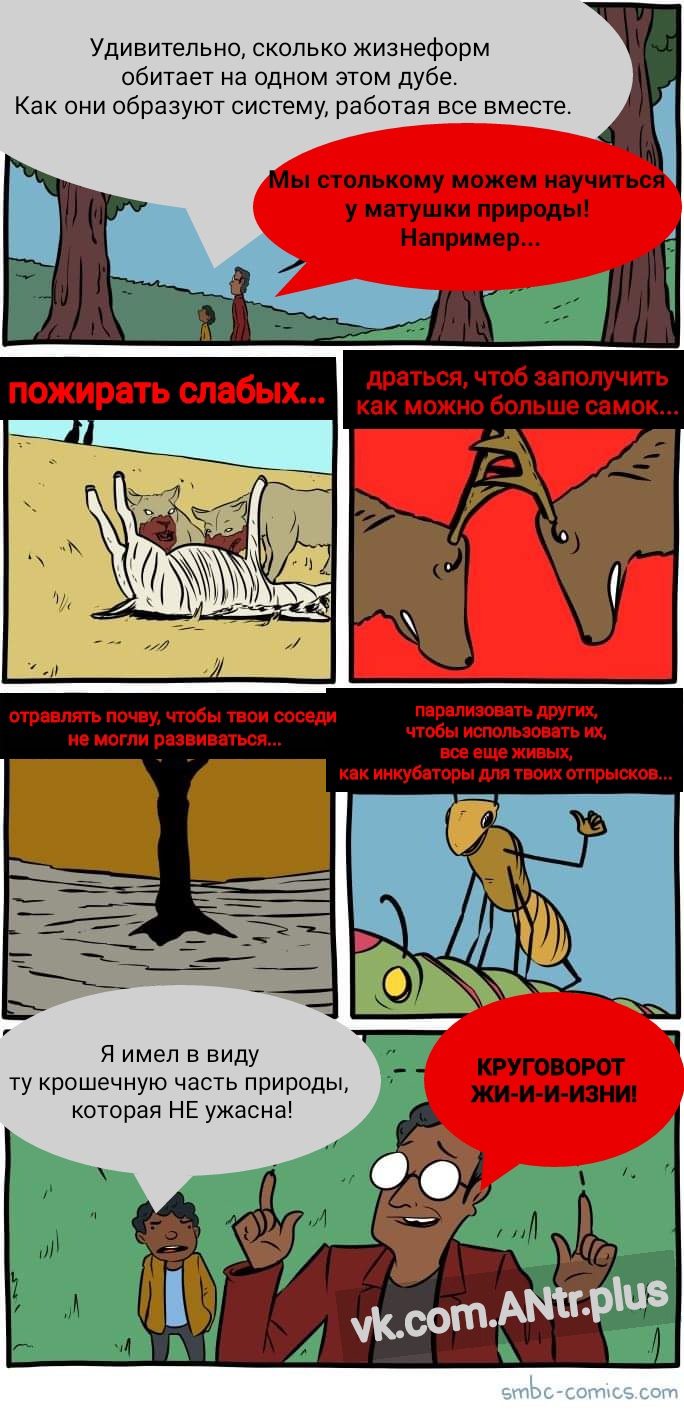 Удивительно, сколько жизнеформ
обитает на одном этом дубе.
Как они образуют систему, работая все вместе.
Мы столькому можем научиться
у матушки природы!
Например...
пожирать слабых...
драться, чтоб заполучить
как можно больше самок...
отравлять почву, чтобы твои соседи
не могли развиваться...
парализовать других,
чтобы использовать их,
все еще живых,
как инкубаторы для твоих отпрысков...
Я имел в виду
ту крошечную часть природы,
которая НЕ ужасна!
КРУГОВОРОТ
ЖИ-И-И-ИЗНИ!
vk.com.ANtr.plus
smbc-comics.com